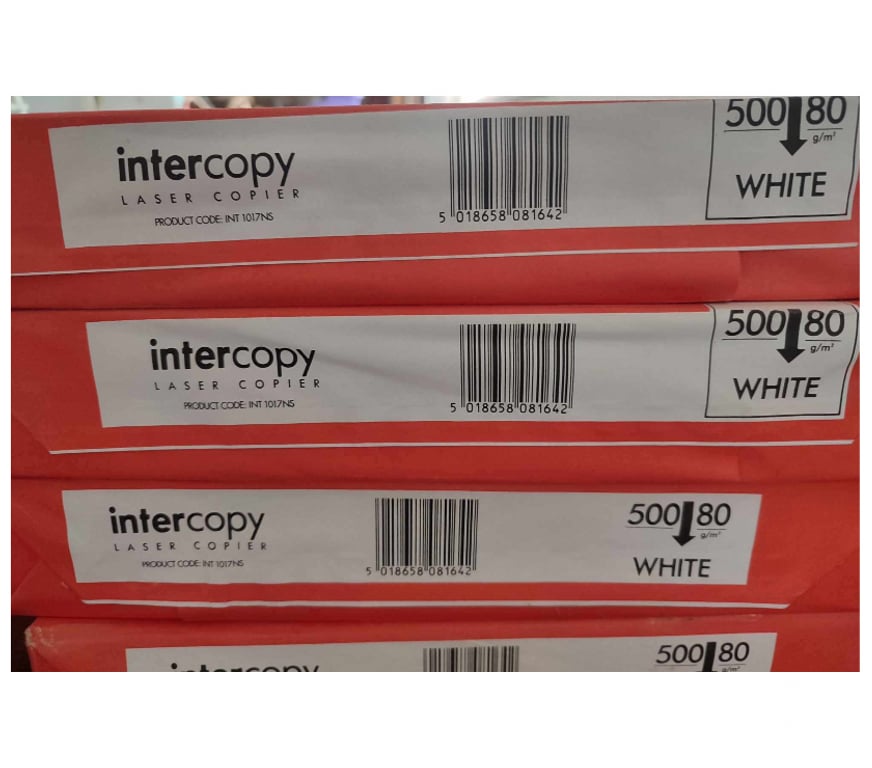 intercopy
LASER COPIER
PRODUCT CODE: INT 1017NS
5 018658 081642
500 80
g/m²
WHITE
intercopy
LASER COPIER
PRODUCT CODE: INT 1017NS
5 018658 081642
500 80
g/m²
WHITE
intercopy
LASER COPIER
PRODUCT CODE: INT 1017NS
5 018658 081642
500 80
g/m²
WHITE
intercopy
500 80
g/m²